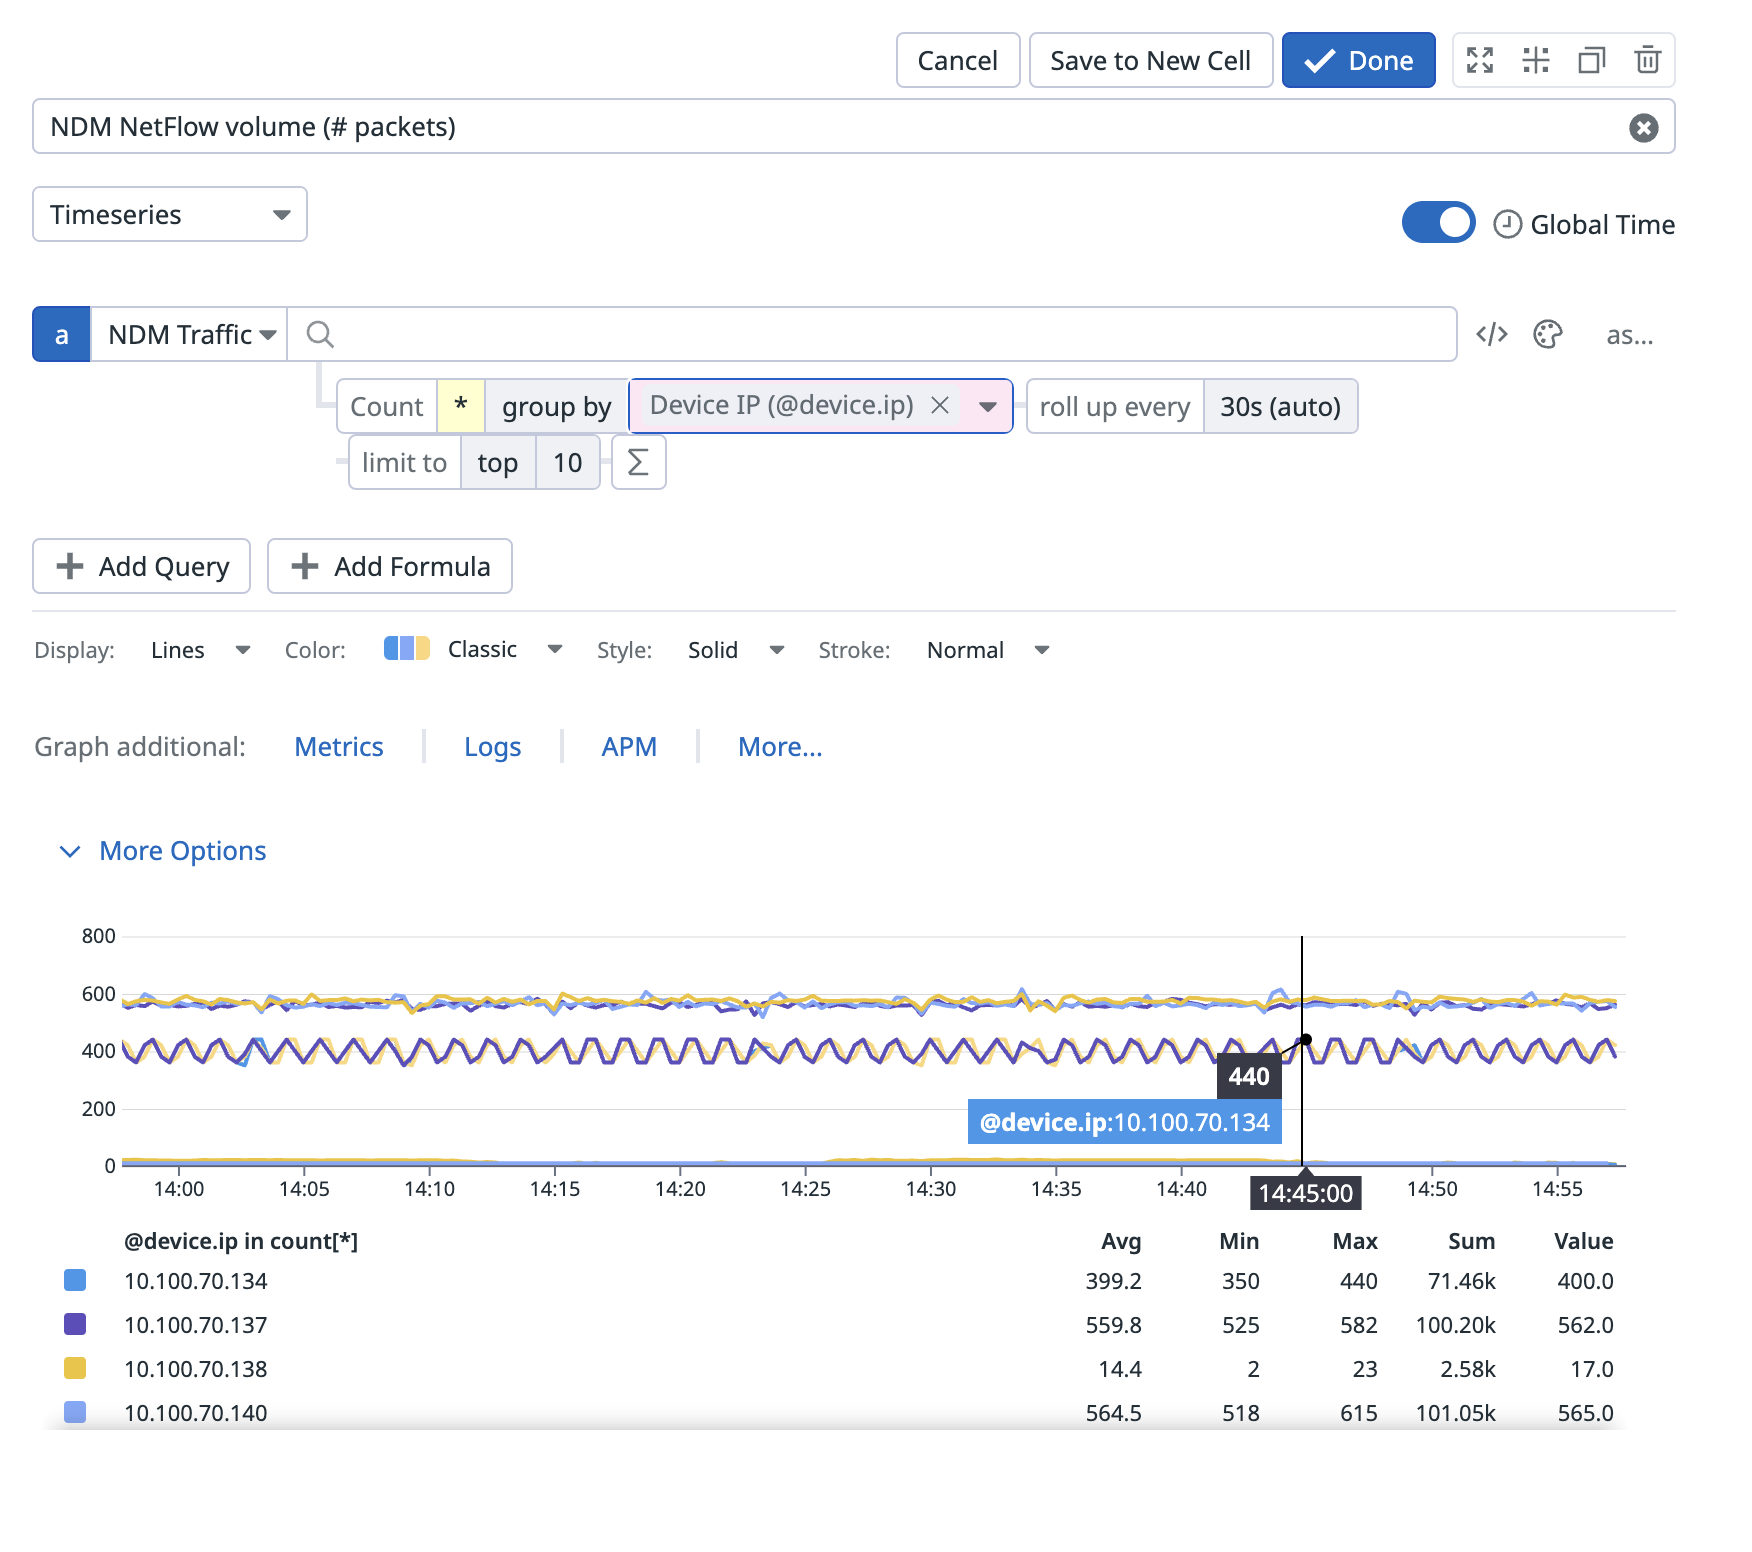 Cancel Save to New Cell Done
NDM NetFlow volume (# packets)
Timeseries Global Time
a NDM Traffic as...
Count * group by Device IP (@device.ip) roll up every 30s (auto)
limit to top 10 Σ
Add Query Add Formula
Display: Lines Color: Classic Style: Solid Stroke: Normal
Graph additional: Metrics Logs APM More...
More Options
800
600
400
440
200
@device.ip:10.100.70.134
0
14:00 14:05 14:10 14:15 14:20 14:25 14:30 14:35 14:40 14:45:00 14:50 14:55
@device.ip in count[*] Avg Min Max Sum Value
10.100.70.134 399.2 350 440 71.46k 400.0
10.100.70.137 559.8 525 582 100.20k 562.0
10.100.70.138 14.4 2 23 2.58k 17.0
10.100.70.140 564.5 518 615 101.05k 565.0